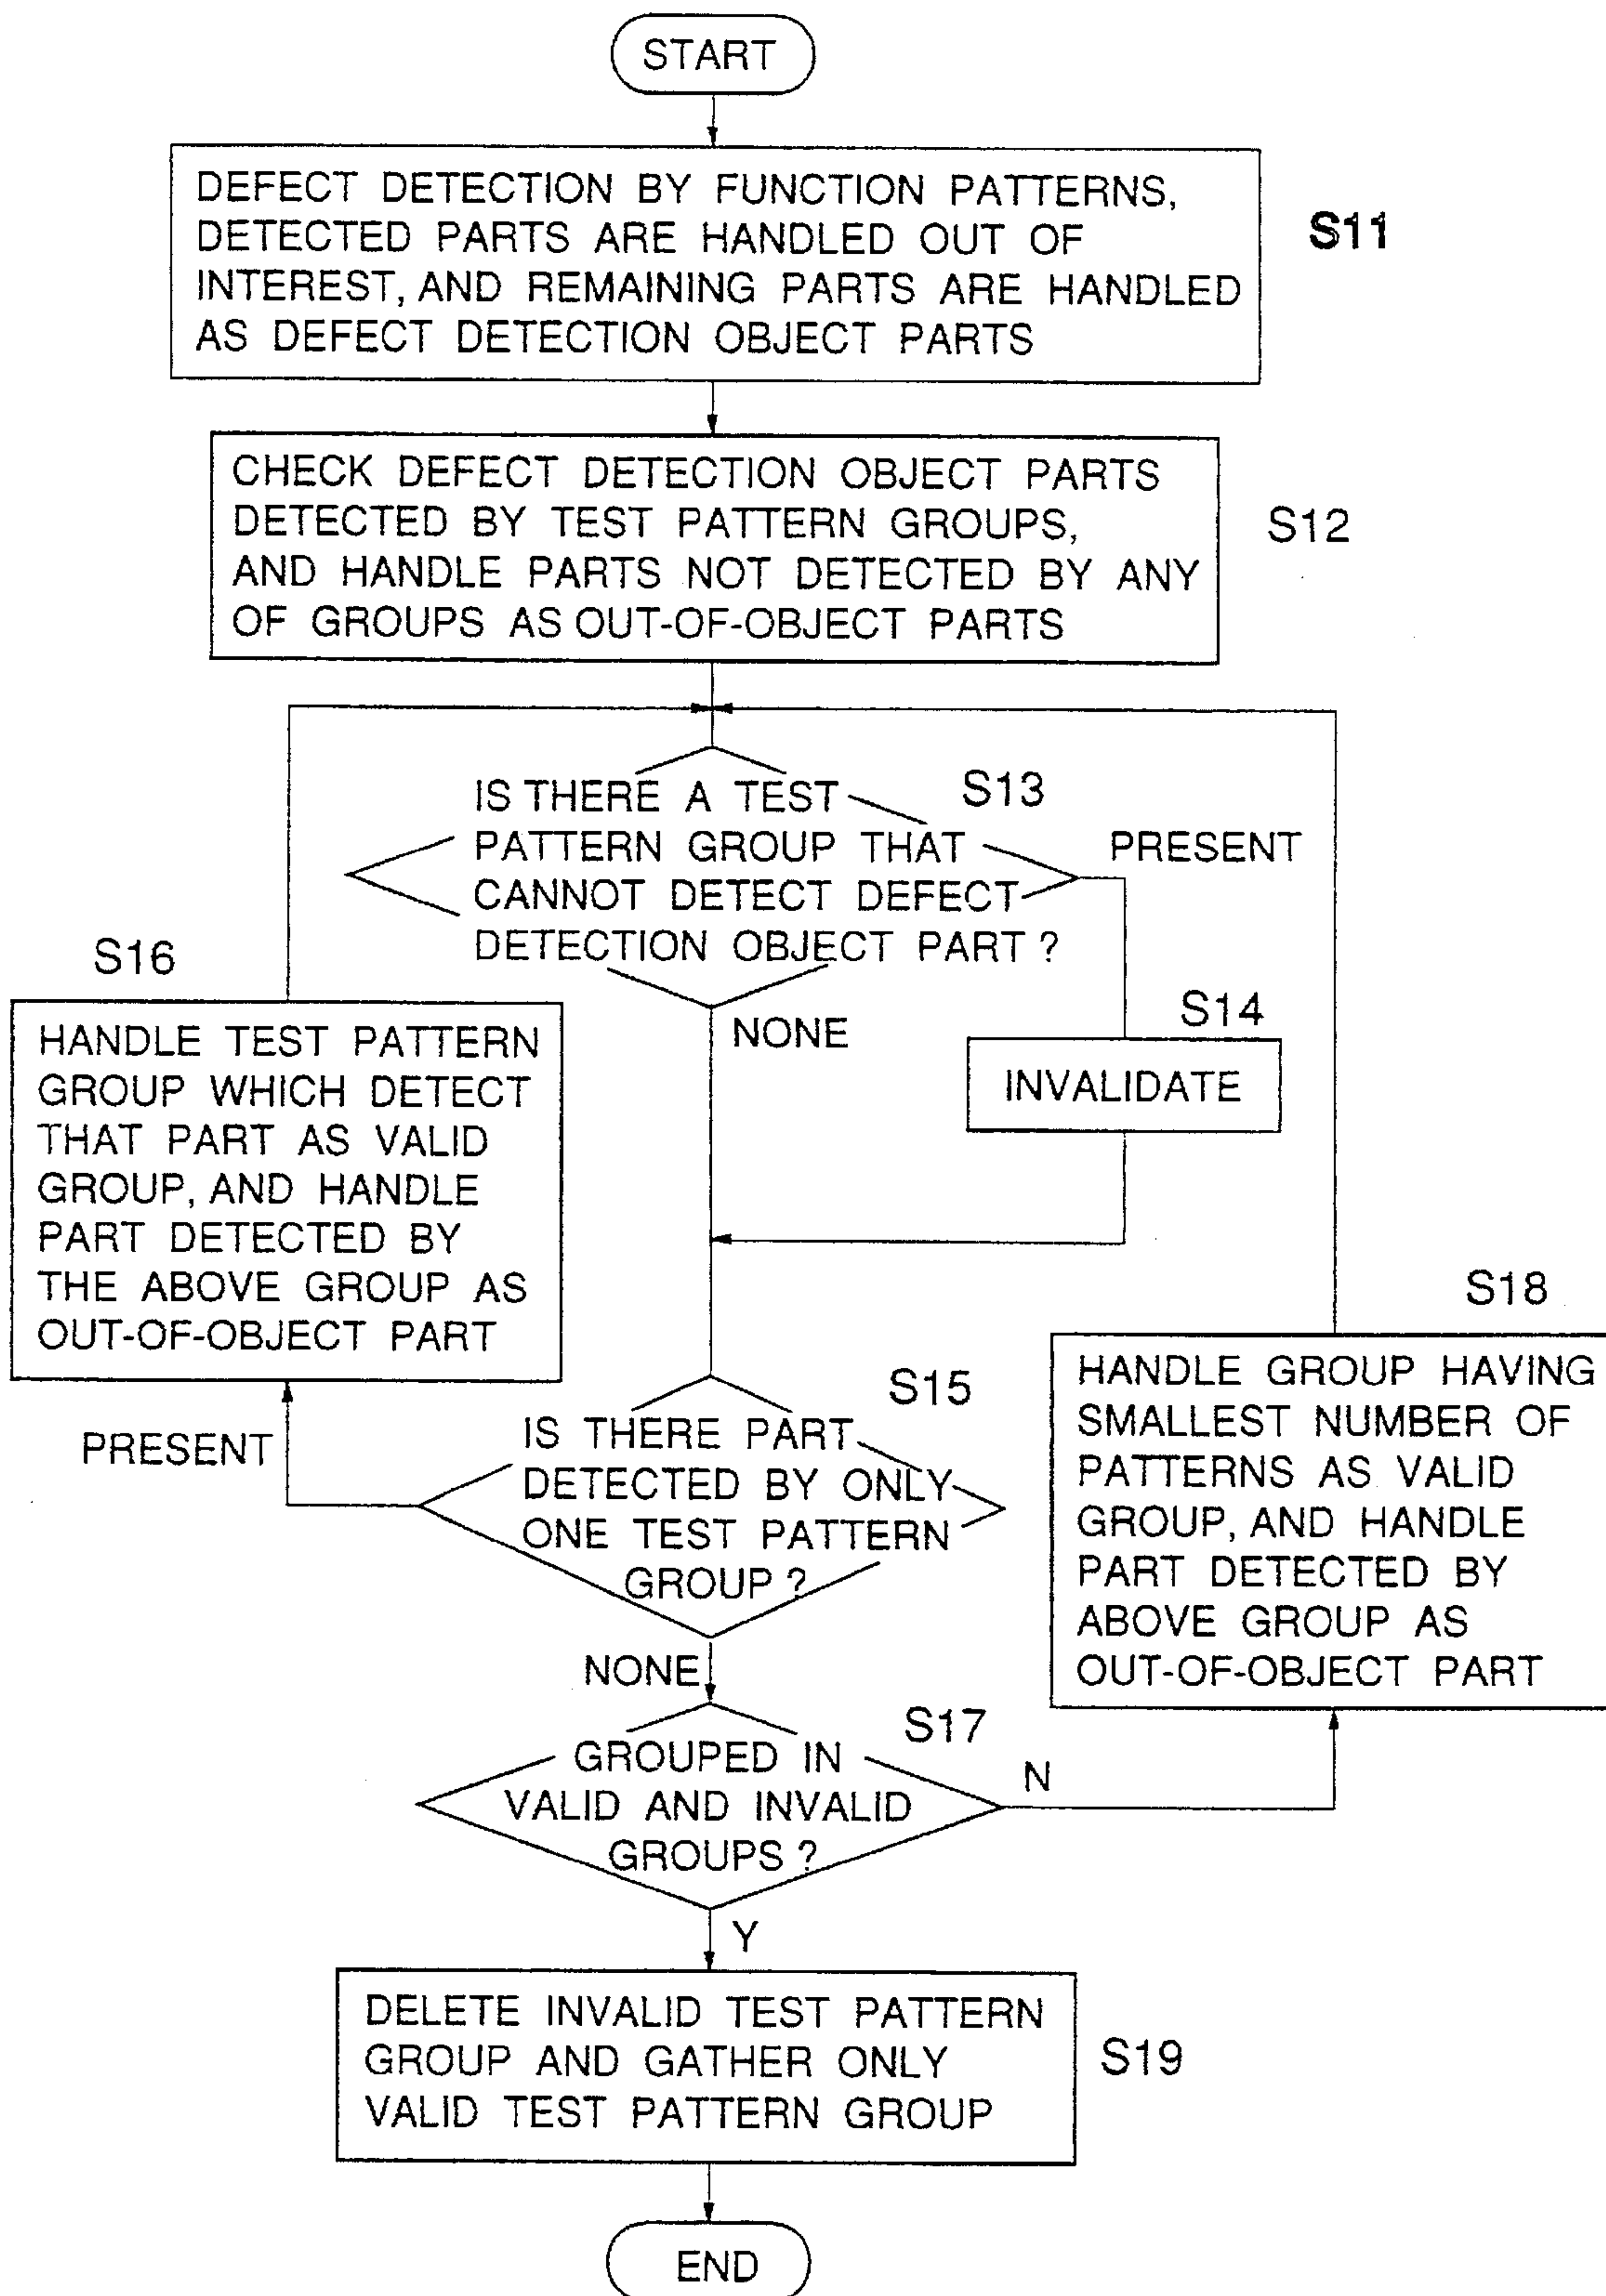 START
DEFECT DETECTION BY FUNCTION PATTERNS,
DETECTED PARTS ARE HANDLED OUT OF
INTEREST, AND REMAINING PARTS ARE HANDLED
AS DEFECT DETECTION OBJECT PARTS
S11
CHECK DEFECT DETECTION OBJECT PARTS
DETECTED BY TEST PATTERN GROUPS,
AND HANDLE PARTS NOT DETECTED BY ANY
OF GROUPS AS OUT-OF-OBJECT PARTS
S12
IS THERE A TEST
PATTERN GROUP THAT
CANNOT DETECT DEFECT
DETECTION OBJECT PART ?
S13
PRESENT
NONE
S14
INVALIDATE
S16
HANDLE TEST PATTERN
GROUP WHICH DETECT
THAT PART AS VALID
GROUP, AND HANDLE
PART DETECTED BY
THE ABOVE GROUP AS
OUT-OF-OBJECT PART
PRESENT
S15
IS THERE PART
DETECTED BY ONLY
ONE TEST PATTERN
GROUP ?
NONE
S18
HANDLE GROUP HAVING
SMALLEST NUMBER OF
PATTERNS AS VALID
GROUP, AND HANDLE
PART DETECTED BY
ABOVE GROUP AS
OUT-OF-OBJECT PART
S17
GROUPED IN
VALID AND INVALID
GROUPS ?
N
Y
DELETE INVALID TEST PATTERN
GROUP AND GATHER ONLY
VALID TEST PATTERN GROUP
S19
END